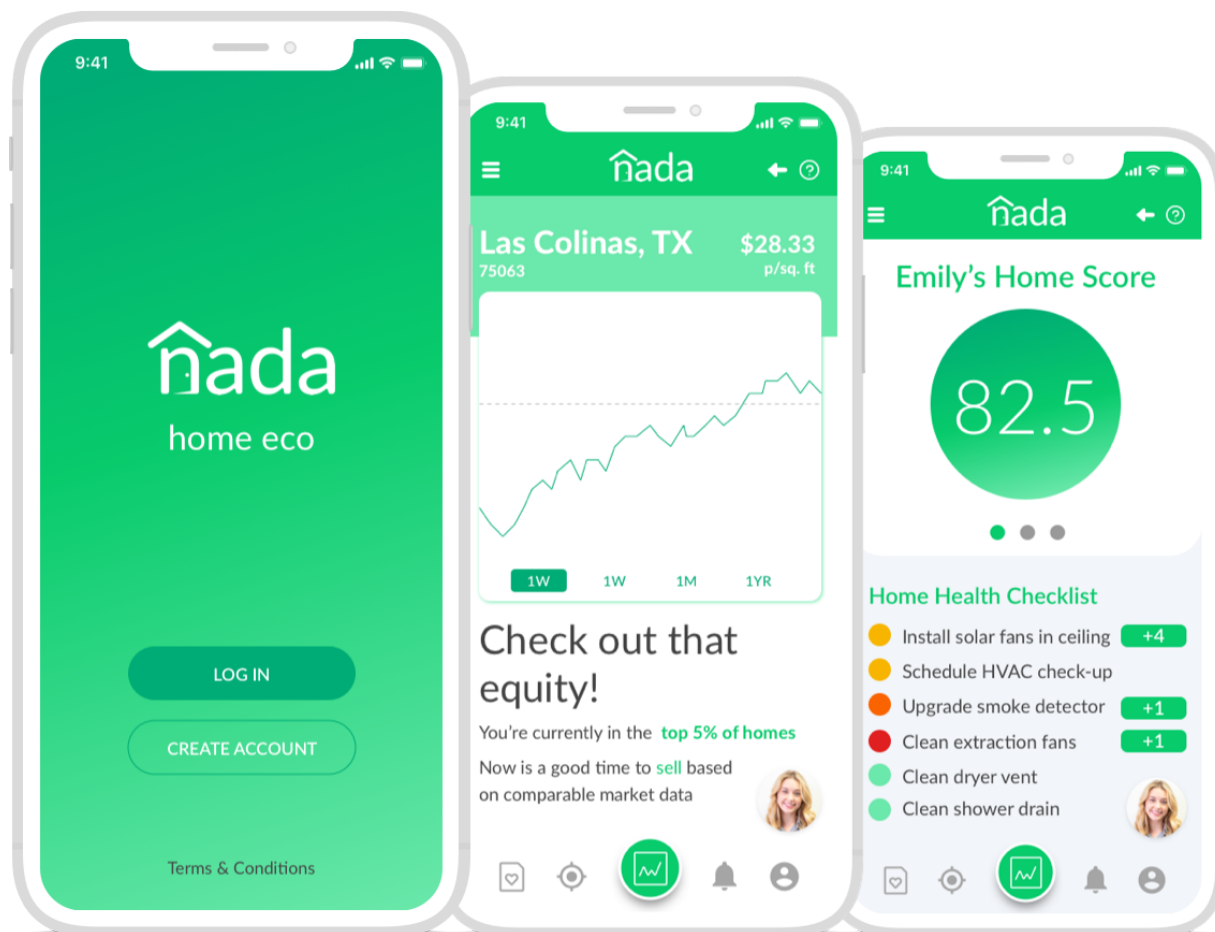 9:41
nada
home eco
LOG IN
CREATE ACCOUNT
Terms & Conditions
9:41
nada
Las Colinas, TX
$28.33
75063
p/sq. ft
1W 1W 1M 1YR
Check out that
equity!
You're currently in the top 5% of homes
Now is a good time to sell based
on comparable market data
9:41
nada
Emily's Home Score
82.5
Home Health Checklist
Install solar fans in ceiling +4
Schedule HVAC check-up
Upgrade smoke detector +1
Clean extraction fans +1
Clean dryer vent
Clean shower drain